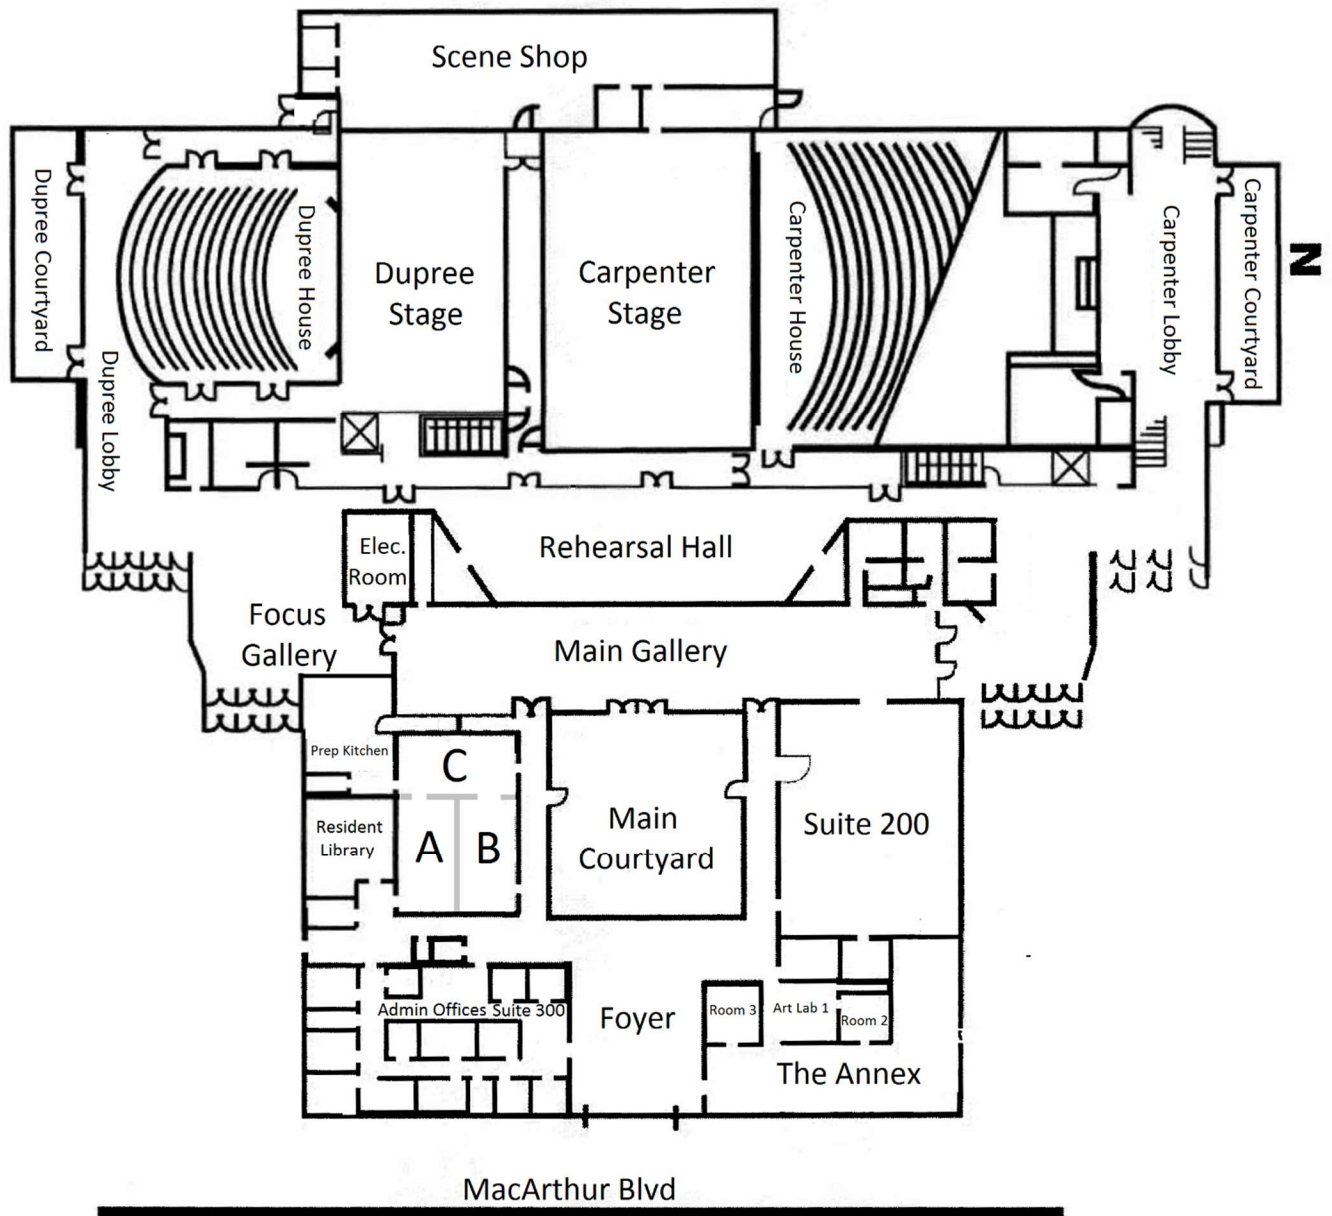 Scene Shop
Dupree Courtyard
Dupree Lobby
Dupree House
Dupree
Stage
Carpenter
Stage
Carpenter House
Carpenter Lobby
Carpenter Courtyard
N
Elec.
Room
Rehearsal Hall
Focus
Gallery
Main Gallery
Prep Kitchen
C
Resident
Library
A
B
Main
Courtyard
Suite 200
Admin Offices Suite 300
Foyer
Room 3
Art Lab 1
Room 2
The Annex
MacArthur Blvd